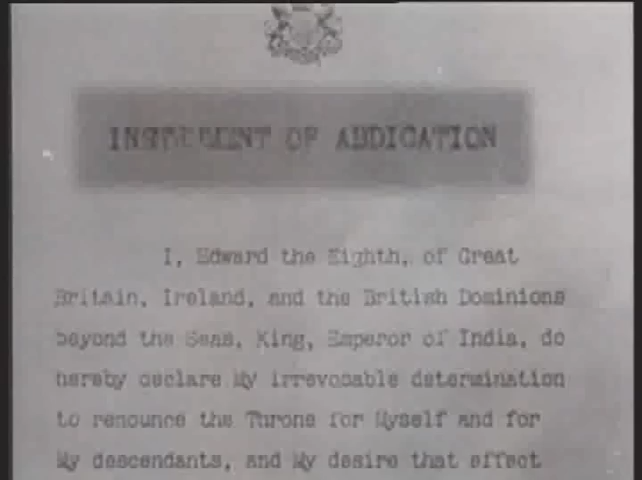 INSTRUMENT OF ABDICATION
I, Edward the Eighth, of Great
Britain, Ireland, and the British Dominions
beyond the Seas, King, Emperor of India, do
hereby declare My irrevocable determination
to renounce the Throne for Myself and for
My descendants, and My desire that effect